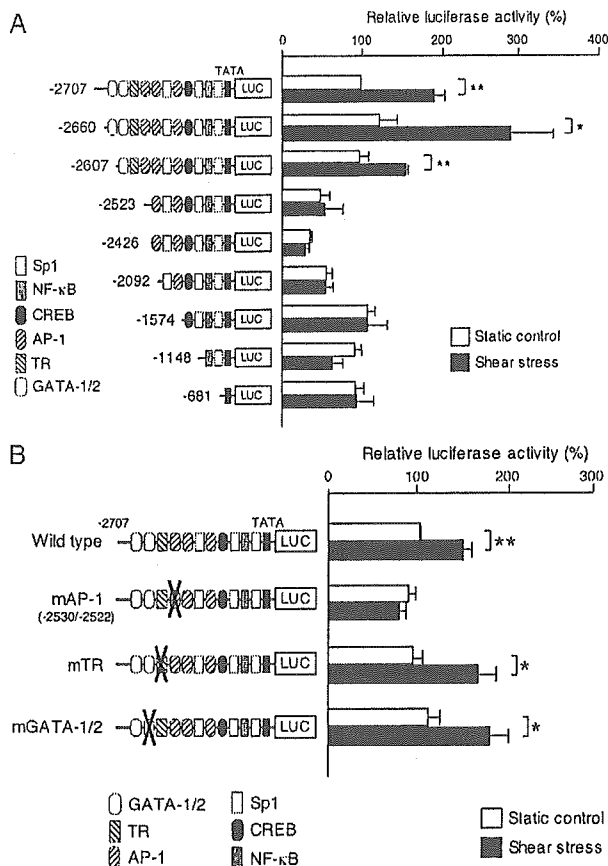 A
Relative luciferase activity (%)
0 100 200 300 400
TATA
-2707 LUC **
-2660 LUC *
-2607 LUC **
-2523 LUC
-2426 LUC
-2092 LUC
-1574 LUC
-1148 LUC
-681 LUC
Sp1
NF-κB
CREB
AP-1
TR
GATA-1/2
Static control
Shear stress
B
Relative luciferase activity (%)
0 100 200 300
-2707 TATA
Wild type LUC **
mAP-1 LUC
(-2530/-2522)
mTR LUC *
mGATA-1/2 LUC *
GATA-1/2 Sp1
TR CREB
AP-1 NF-κB
Static control
Shear stress